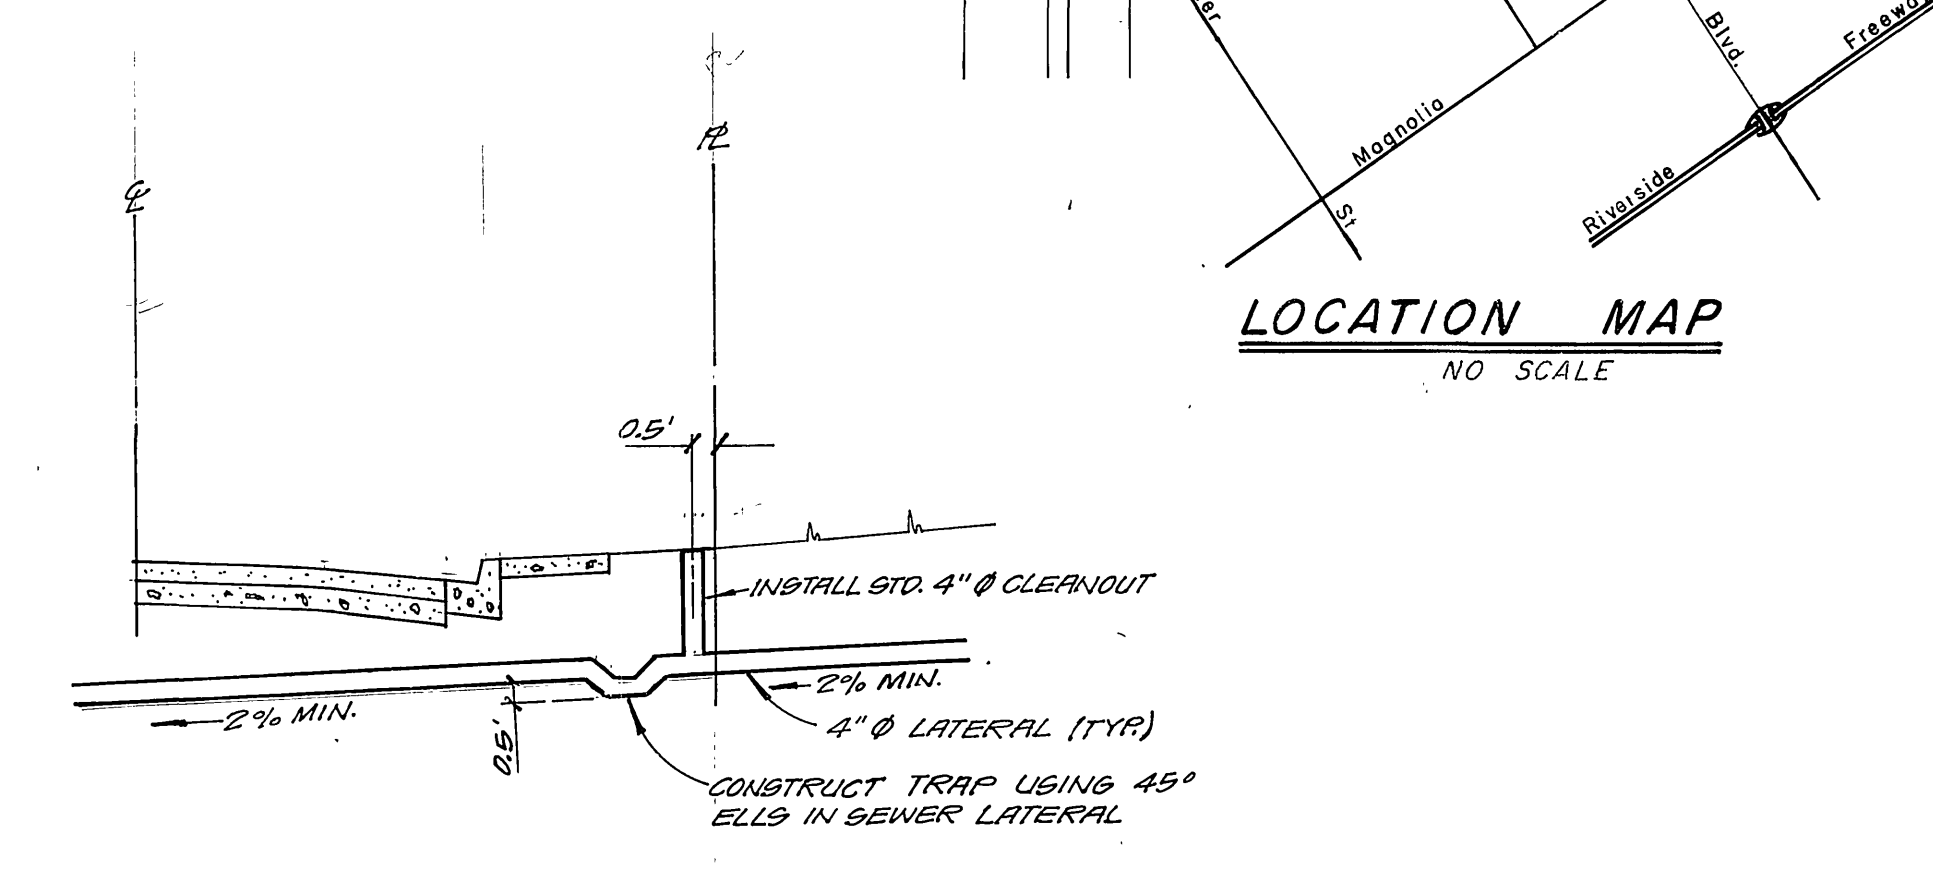 Blvd.
Freewa
Magnolia
Riverside
St
LOCATION MAP
NO SCALE
℄
PL
0.5'
INSTALL STD. 4" Ø CLEANOUT
2% MIN.
2% MIN.
4" Ø LATERAL (TYP.)
0.5'
CONSTRUCT TRAP USING 45°
ELLS IN SEWER LATERAL